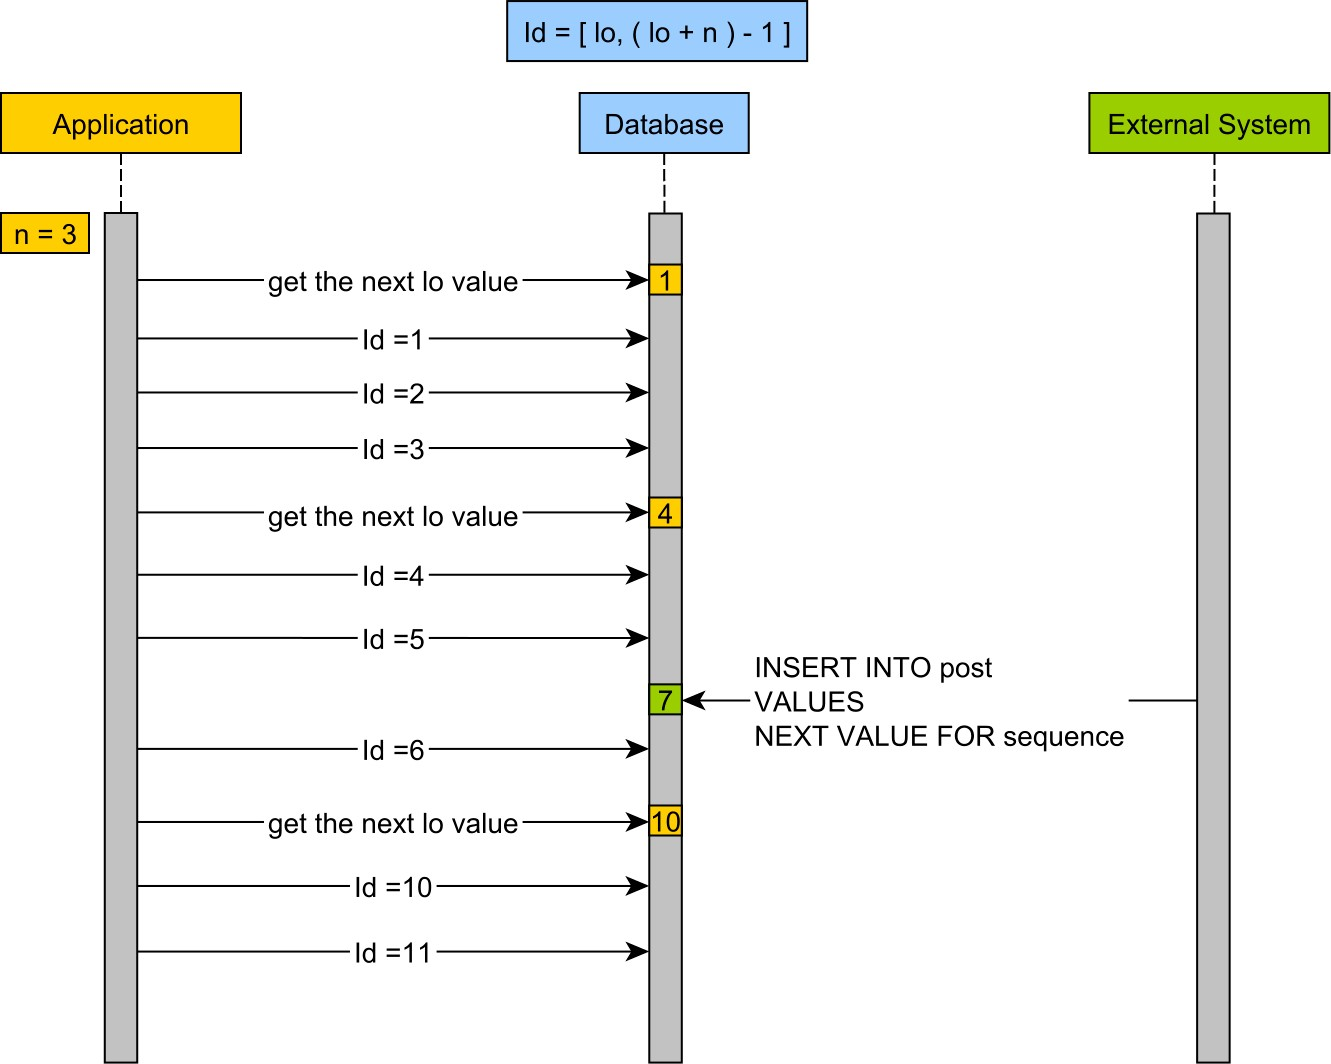 Id = [ lo, ( lo + n ) - 1 ]
Application
Database
External System
n = 3
get the next lo value
1
Id =1
Id =2
Id =3
get the next lo value
4
Id =4
Id =5
INSERT INTO post
VALUES
NEXT VALUE FOR sequence
7
Id =6
get the next lo value
10
Id =10
Id =11